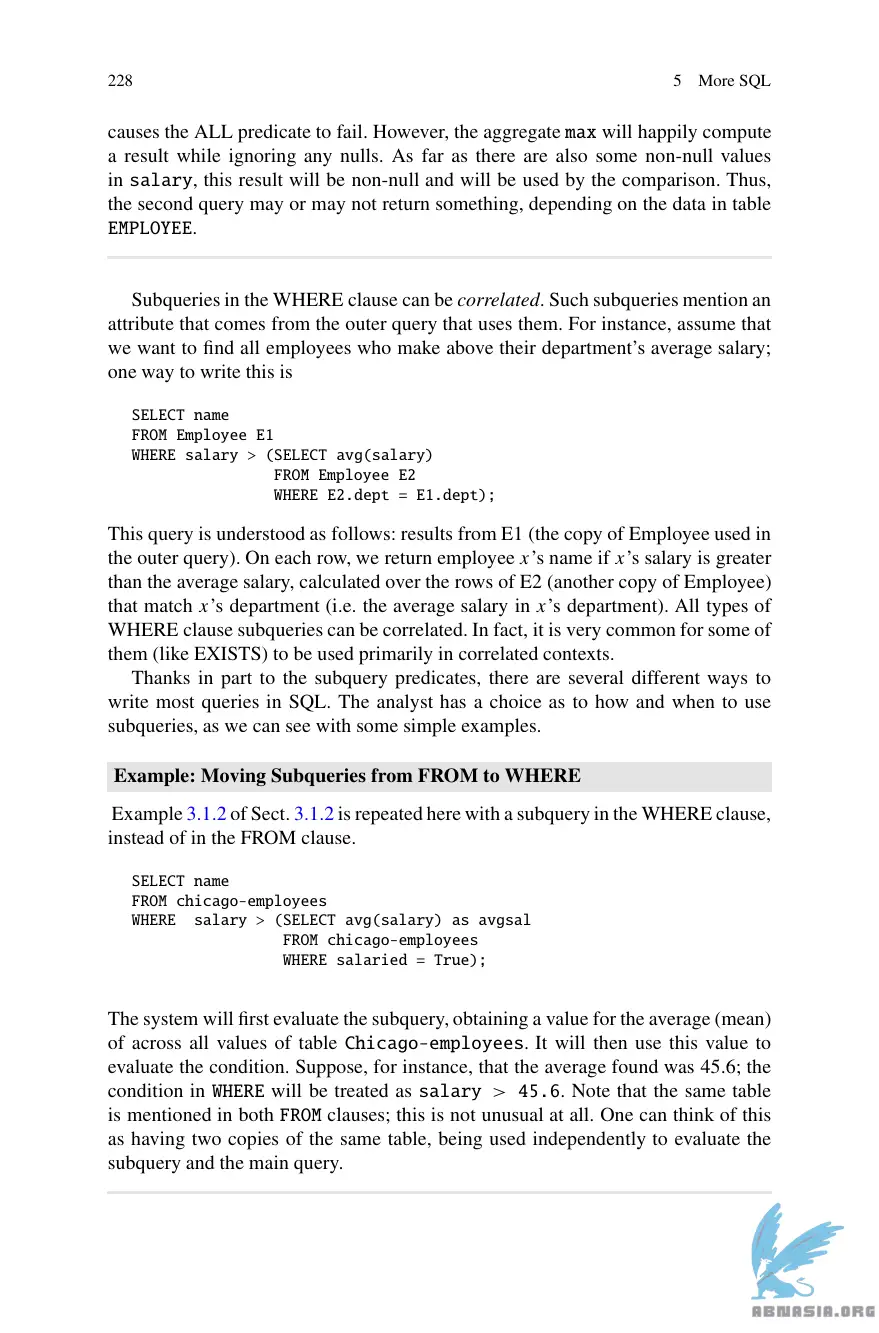 228
5 More SQL
causes the ALL predicate to fail. However, the aggregate max will happily compute
a result while ignoring any nulls. As far as there are also some non-null values
in salary, this result will be non-null and will be used by the comparison. Thus,
the second query may or may not return something, depending on the data in table
EMPLOYEE.
Subqueries in the WHERE clause can be correlated. Such subqueries mention an
attribute that comes from the outer query that uses them. For instance, assume that
we want to find all employees who make above their department's average salary;
one way to write this is
SELECT name
FROM Employee E1
WHERE salary > (SELECT avg(salary)
FROM Employee E2
WHERE E2.dept = E1.dept);
This query is understood as follows: results from E1 (the copy of Employee used in
the outer query). On each row, we return employee x's name if x's salary is greater
than the average salary, calculated over the rows of E2 (another copy of Employee)
that match x's department (i.e. the average salary in x's department). All types of
WHERE clause subqueries can be correlated. In fact, it is very common for some of
them (like EXISTS) to be used primarily in correlated contexts.
Thanks in part to the subquery predicates, there are several different ways to
write most queries in SQL. The analyst has a choice as to how and when to use
subqueries, as we can see with some simple examples.
Example: Moving Subqueries from FROM to WHERE
Example 3.1.2 of Sect. 3.1.2 is repeated here with a subquery in the WHERE clause,
instead of in the FROM clause.
SELECT name
FROM chicago-employees
WHERE salary > (SELECT avg(salary) as avgsal
FROM chicago-employees
WHERE salaried = True);
The system will first evaluate the subquery, obtaining a value for the average (mean)
of across all values of table Chicago-employees. It will then use this value to
evaluate the condition. Suppose, for instance, that the average found was 45.6; the
condition in WHERE will be treated as salary > 45.6. Note that the same table
is mentioned in both FROM clauses; this is not unusual at all. One can think of this
as having two copies of the same table, being used independently to evaluate the
subquery and the main query.
ABNASIA.ORG